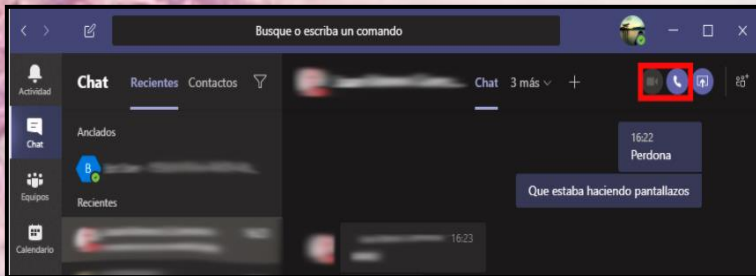 Busque o escriba un comando
Actividad
Chat
Equipos
Calendario
Chat Recientes Contactos
Anclados
B
Recientes
Chat 3 más
16:22
Perdona
Que estaba haciendo pantallazos
16:23